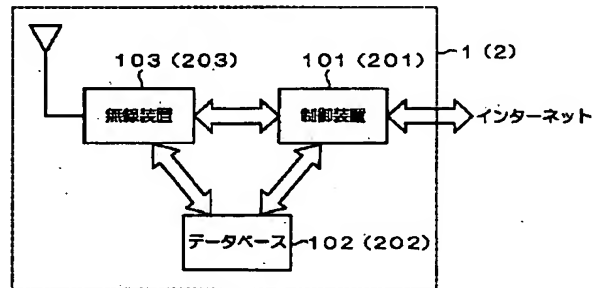 103(203)
101(201)
1(2)
無線装置
制御装置
インターネット
データベース
102(202)